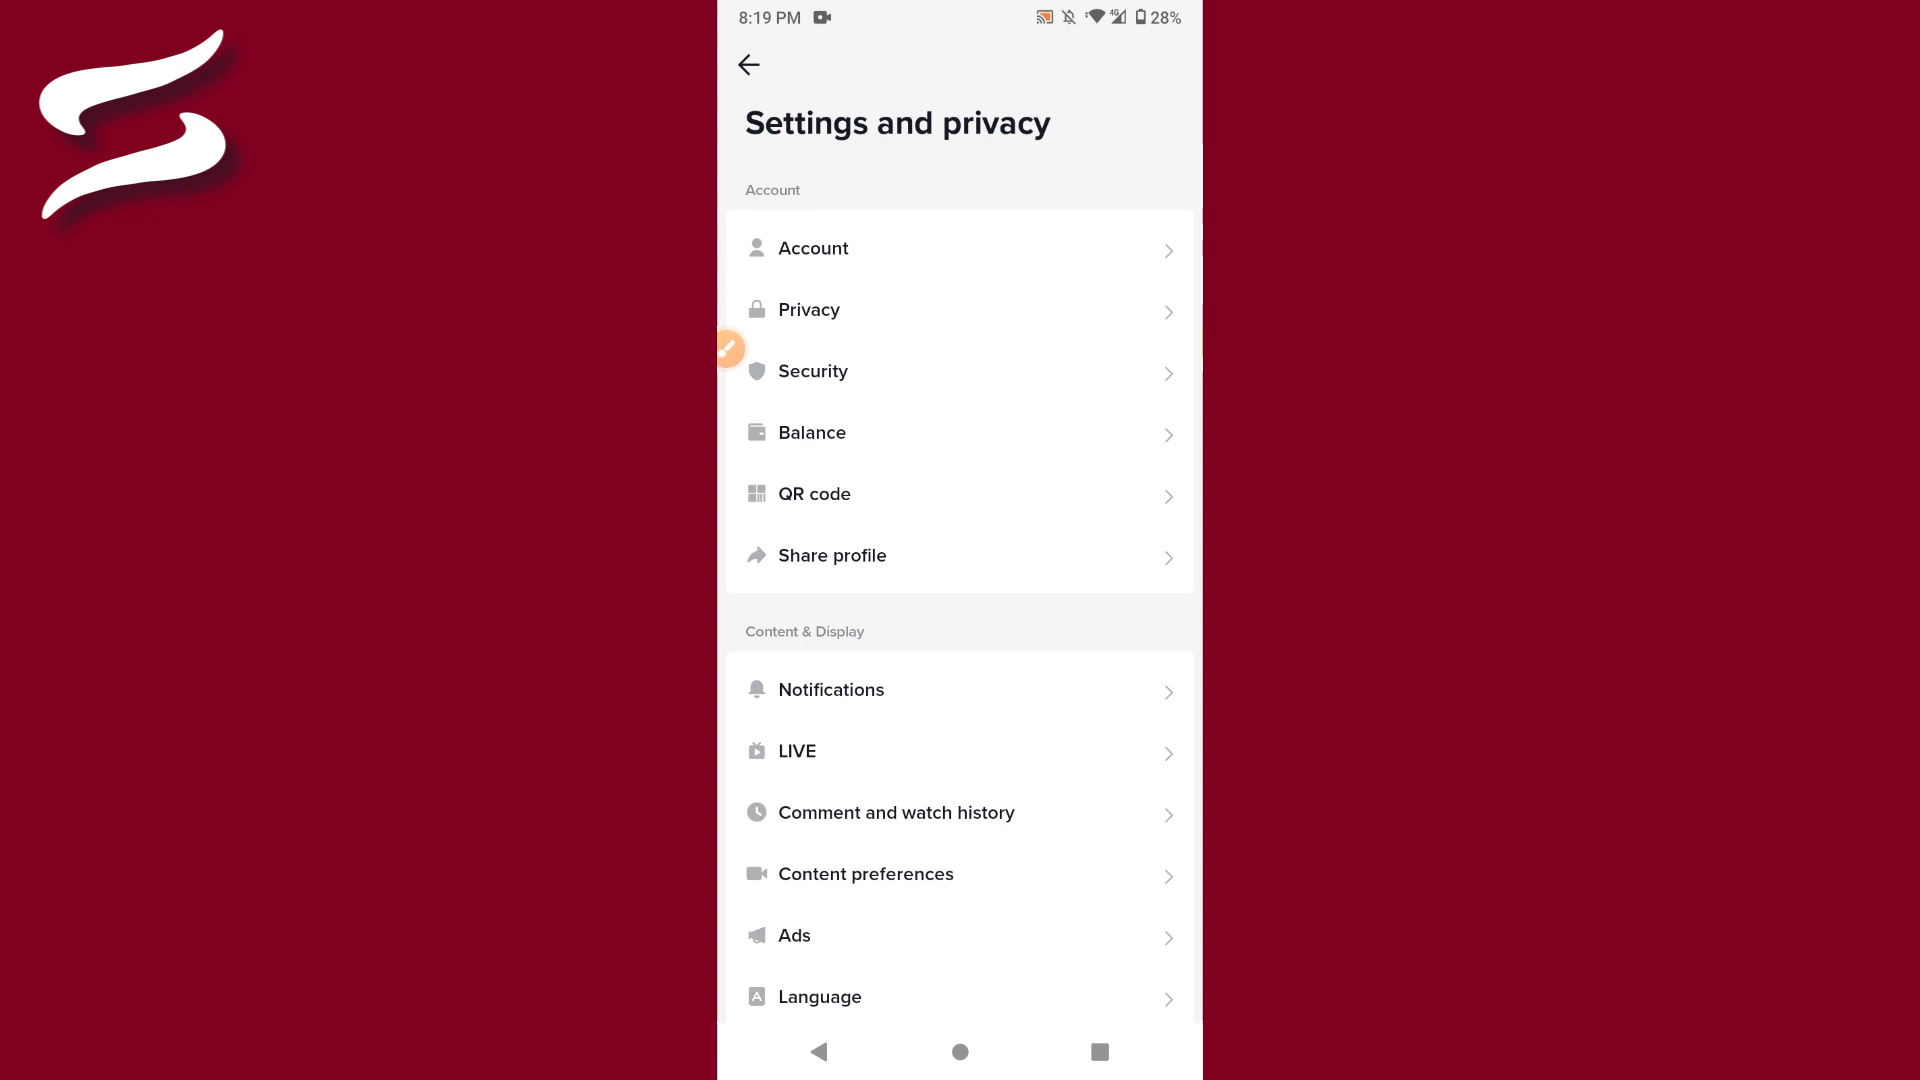 8:19 PM 4G 28%
Settings and privacy
Account
Account
Privacy
Security
Balance
QR code
Share profile
Content & Display
Notifications
LIVE
Comment and watch history
Content preferences
Ads
A Language